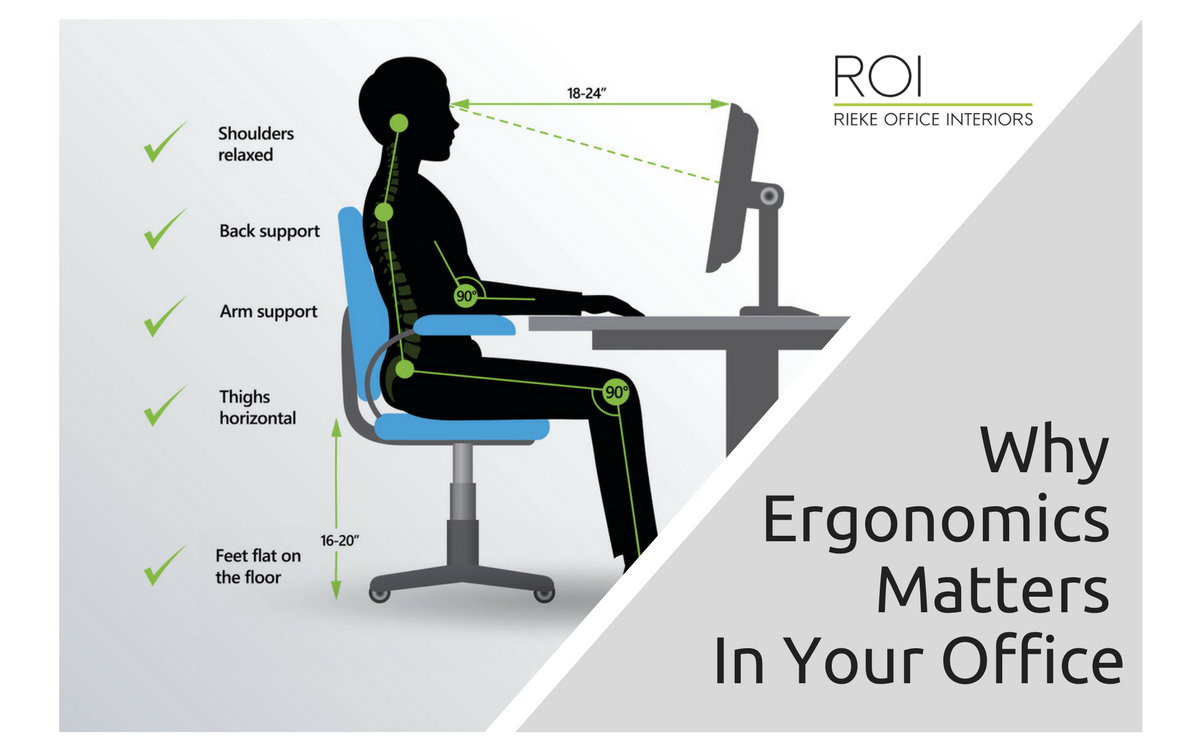 ROI
RIEKE OFFICE INTERIORS
18-24”
Shoulders
relaxed
Back support
90°
Arm support
Thighs
horizontal
90°
16-20”
Feet flat on
the floor
Why
Ergonomics
Matters
In Your Office